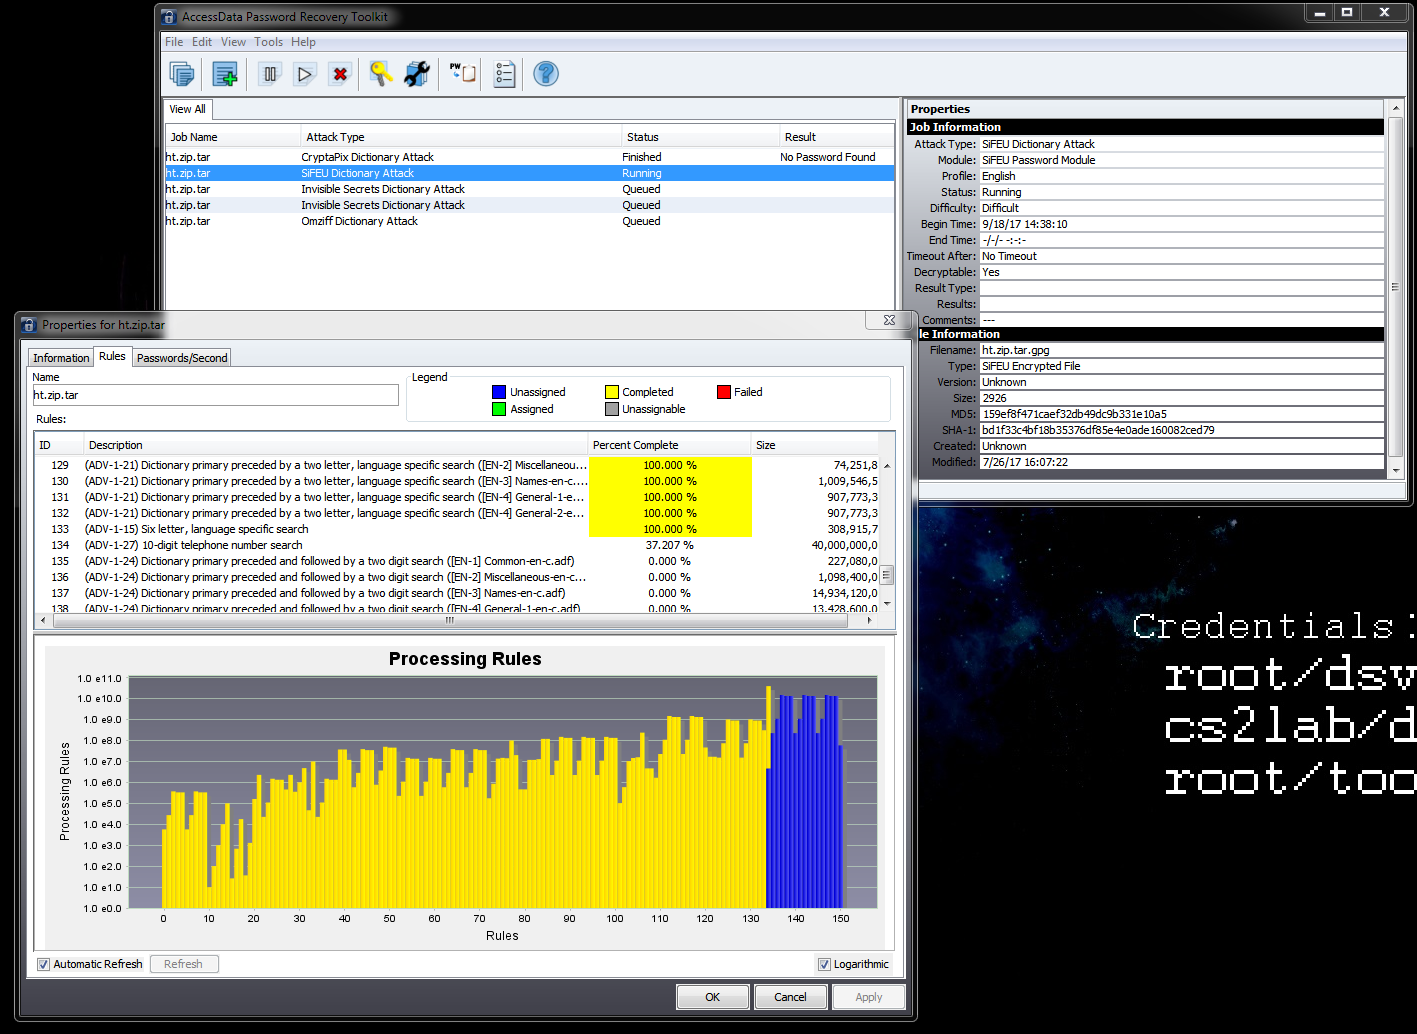 AccessData Password Recovery Toolkit
File Edit View Tools Help
View All
Job Name Attack Type Status Result
ht.zip.tar CryptaPix Dictionary Attack Finished No Password Found
ht.zip.tar SiFEU Dictionary Attack Running
ht.zip.tar Invisible Secrets Dictionary Attack Queued
ht.zip.tar Invisible Secrets Dictionary Attack Queued
ht.zip.tar Omziff Dictionary Attack Queued
Properties
Job Information
Attack Type: SiFEU Dictionary Attack
Module: SiFEU Password Module
Profile: English
Status: Running
Difficulty: Difficult
Begin Time: 9/18/17 14:38:10
End Time: -/-/- -:-:-
Timeout After: No Timeout
Decryptable: Yes
Result Type:
Results:
Comments: ---
le Information
Filename: ht.zip.tar.gpg
Type: SiFEU Encrypted File
Version: Unknown
Size: 2926
MD5: 159ef8f471caef32db49dc9b331e10a5
SHA-1: bd1f33c4bf18b35376df85e4e0ade160082ced79
Created: Unknown
Modified: 7/26/17 16:07:22
Properties for ht.zip.tar
Information Rules Passwords/Second
Name
ht.zip.tar
Legend
Unassigned Completed Failed
Assigned Unassignable
Rules:
ID Description Percent Complete Size
129 (ADV-1-21) Dictionary primary preceded by a two letter, language specific search ([EN-2] Miscellaneou... 100.000 % 74,251,8
130 (ADV-1-21) Dictionary primary preceded by a two letter, language specific search ([EN-3] Names-en-c.... 100.000 % 1,009,546,5
131 (ADV-1-21) Dictionary primary preceded by a two letter, language specific search ([EN-4] General-1-e... 100.000 % 907,773,3
132 (ADV-1-21) Dictionary primary preceded by a two letter, language specific search ([EN-4] General-2-e... 100.000 % 907,773,3
133 (ADV-1-15) Six letter, language specific search 100.000 % 308,915,7
134 (ADV-1-27) 10-digit telephone number search 37.207 % 40,000,000,0
135 (ADV-1-24) Dictionary primary preceded and followed by a two digit search ([EN-1] Common-en-c.adf) 0.000 % 227,080,0
136 (ADV-1-24) Dictionary primary preceded and followed by a two digit search ([EN-2] Miscellaneous-en-c... 0.000 % 1,098,400,0
137 (ADV-1-24) Dictionary primary preceded and followed by a two digit search ([EN-3] Names-en-c.adf) 0.000 % 14,934,120,0
138 (ADV-1-24) Dictionary primary preceded and followed by a two digit search ([EN-4] General-1-en-c.adf) 0.000 % 13,428,600,0
Processing Rules
1.0 e11.0
1.0 e10.0
1.0 e9.0
1.0 e8.0
1.0 e7.0
1.0 e6.0
1.0 e5.0
1.0 e4.0
1.0 e3.0
1.0 e2.0
1.0 e1.0
1.0 e0.0
Processing Rules
0 10 20 30 40 50 60 70 80 90 100 110 120 130 140 150
Rules
Automatic Refresh Refresh Logarithmic
OK Cancel Apply
Credentials:
root/dsw
cs2lab/d
root/too